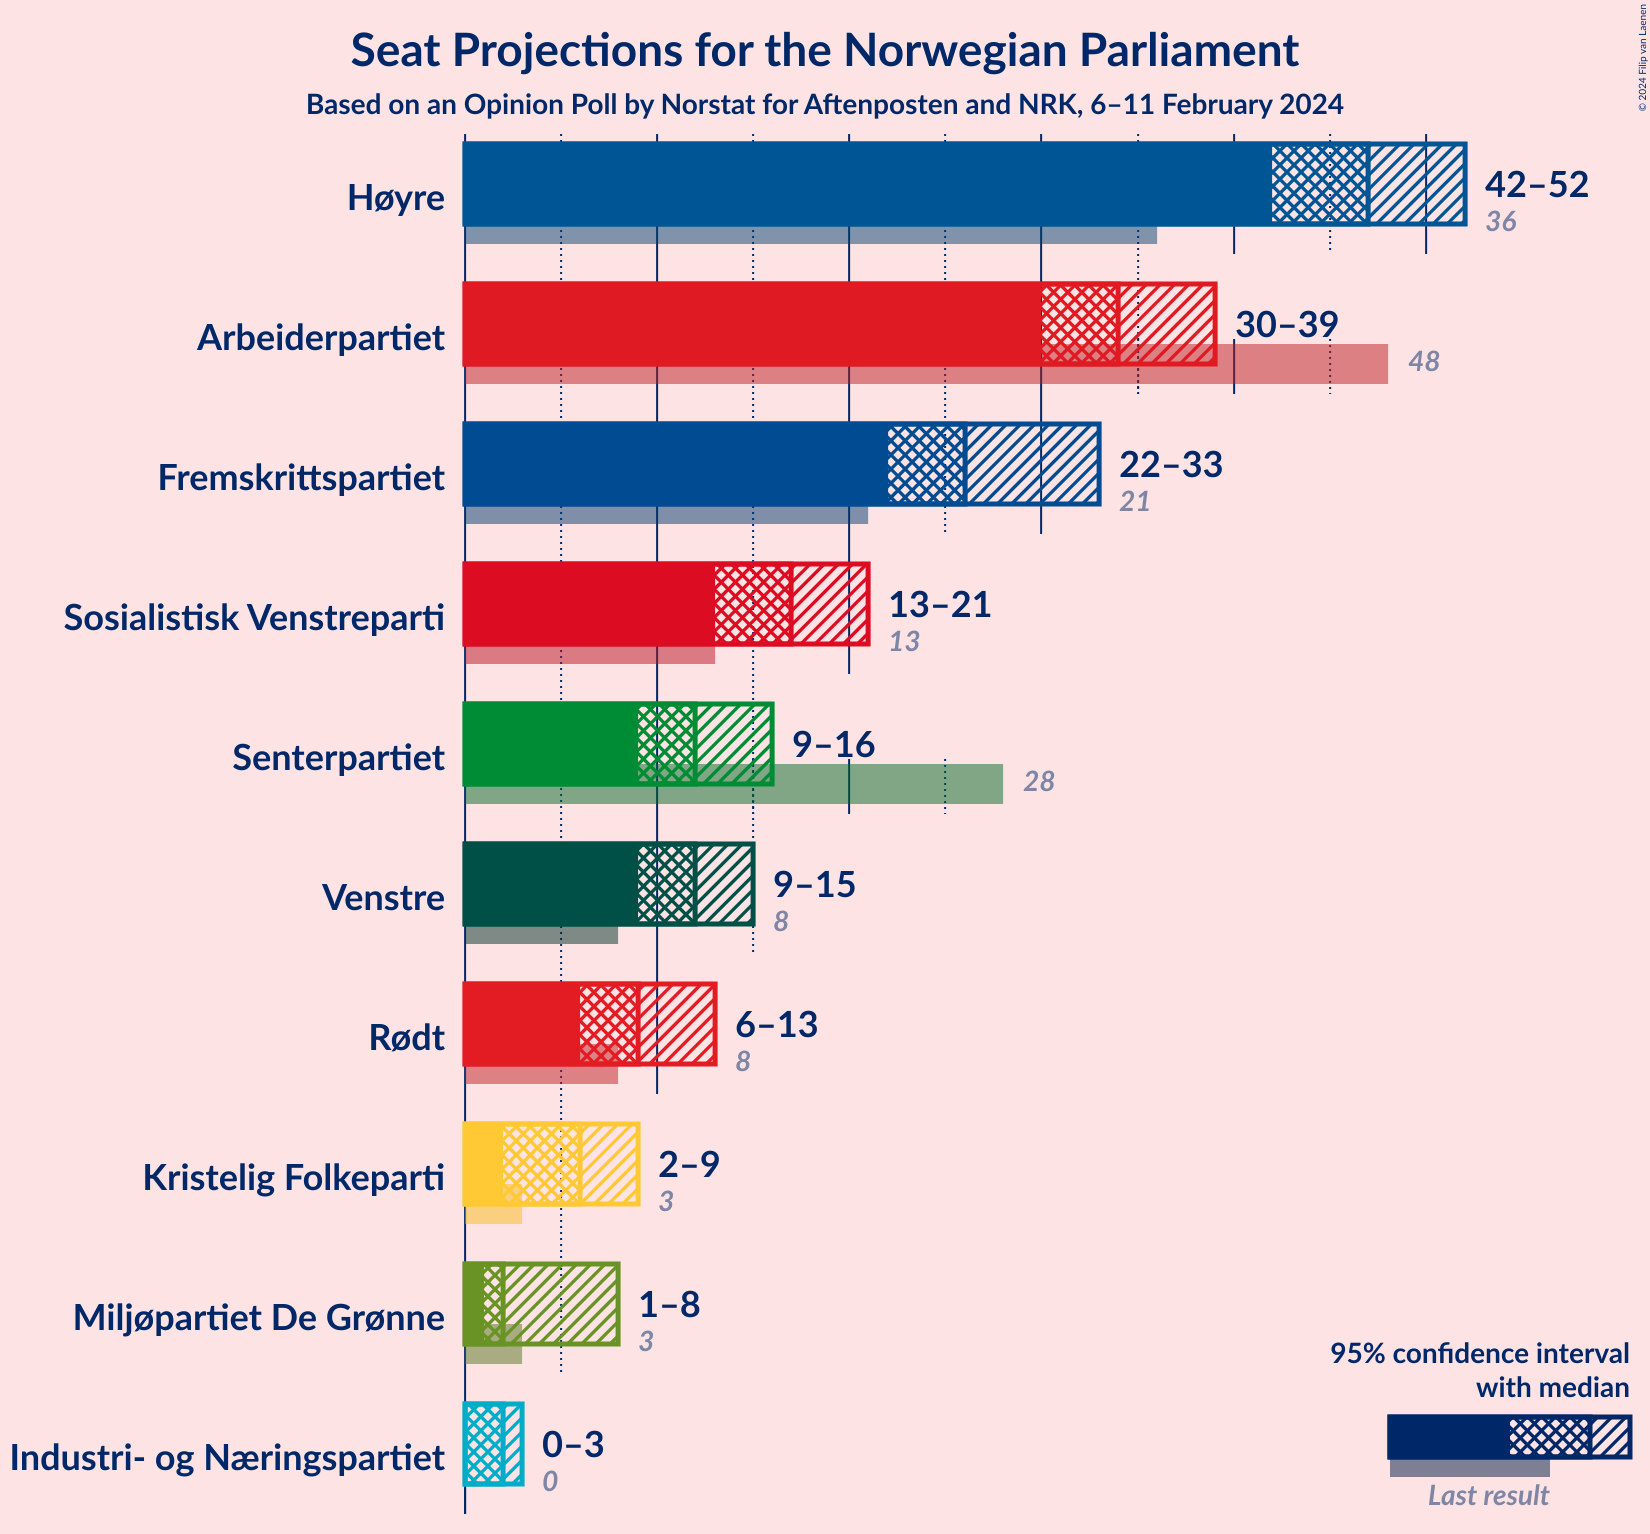 Seat Projections for the Norwegian Parliament
Based on an Opinion Poll by Norstat for Aftenposten and NRK, 6–11 February 2024
© 2024 Filip van Laenen
Høyre
42–52
36
Arbeiderpartiet
30–39
48
Fremskrittspartiet
22–33
21
Sosialistisk Venstreparti
13–21
13
Senterpartiet
9–16
28
Venstre
9–15
8
Rødt
6–13
8
Kristelig Folkeparti
2–9
3
Miljøpartiet De Grønne
1–8
3
Industri- og Næringspartiet
0–3
0
95% confidence interval
with median
Last result